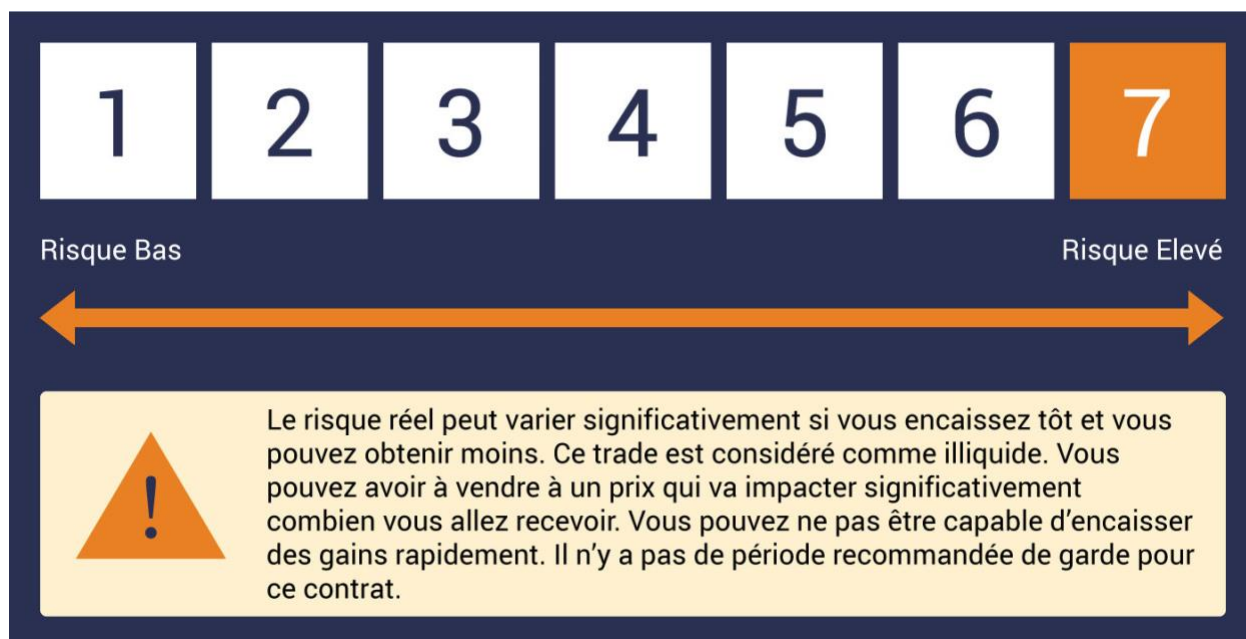 1 2 3 4 5 6 7
Risque Bas Risque Elevé
!
Le risque réel peut varier significativement si vous encaissez tôt et vous
pouvez obtenir moins. Ce trade est considéré comme illiquide. Vous
pouvez avoir à vendre à un prix qui va impacter significativement
combien vous allez recevoir. Vous pouvez ne pas être capable d’encaisser
des gains rapidement. Il n’y a pas de période recommandée de garde pour
ce contrat.